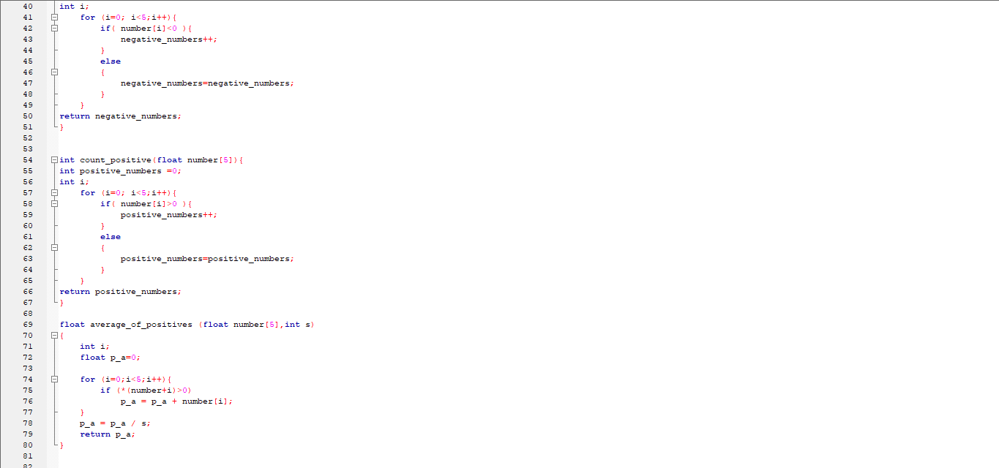 40 int i;
41 for (i=0; i<5;i++){
42 if( number[i]<0 ){
43 negative_numbers++;
44 }
45 else
46 {
47 negative_numbers=negative_numbers;
48 }
49 }
50 return negative_numbers;
51 }
52
53
54 int count_positive(float number[5]){
55 int positive_numbers =0;
56 int i;
57 for (i=0; i<5;i++){
58 if( number[i]>0 ){
59 positive_numbers++;
60 }
61 else
62 {
63 positive_numbers=positive_numbers;
64 }
65 }
66 return positive_numbers;
67 }
68
69 float average_of_positives (float number[5],int s)
70 {
71 int i;
72 float p_a=0;
73
74 for (i=0;i<5;i++){
75 if (*(number+i)>0)
76 p_a = p_a + number[i];
77 }
78 p_a = p_a / s;
79 return p_a;
80 }
81
82